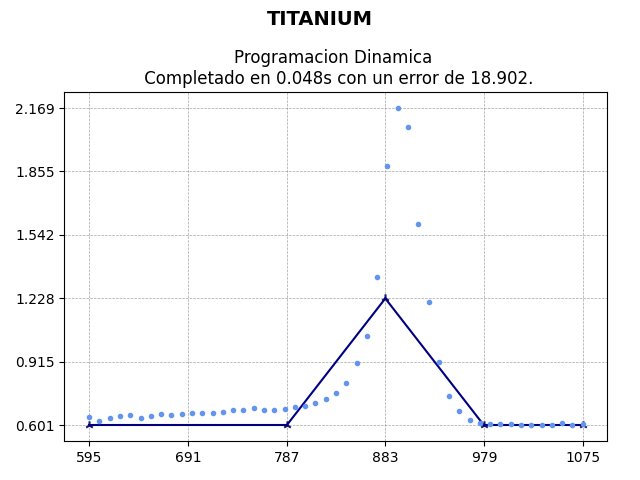 TITANIUM
Programacion Dinamica
Completado en 0.048s con un error de 18.902.
2.169
1.855
1.542
1.228
0.915
0.601
595 691 787 883 979 1075